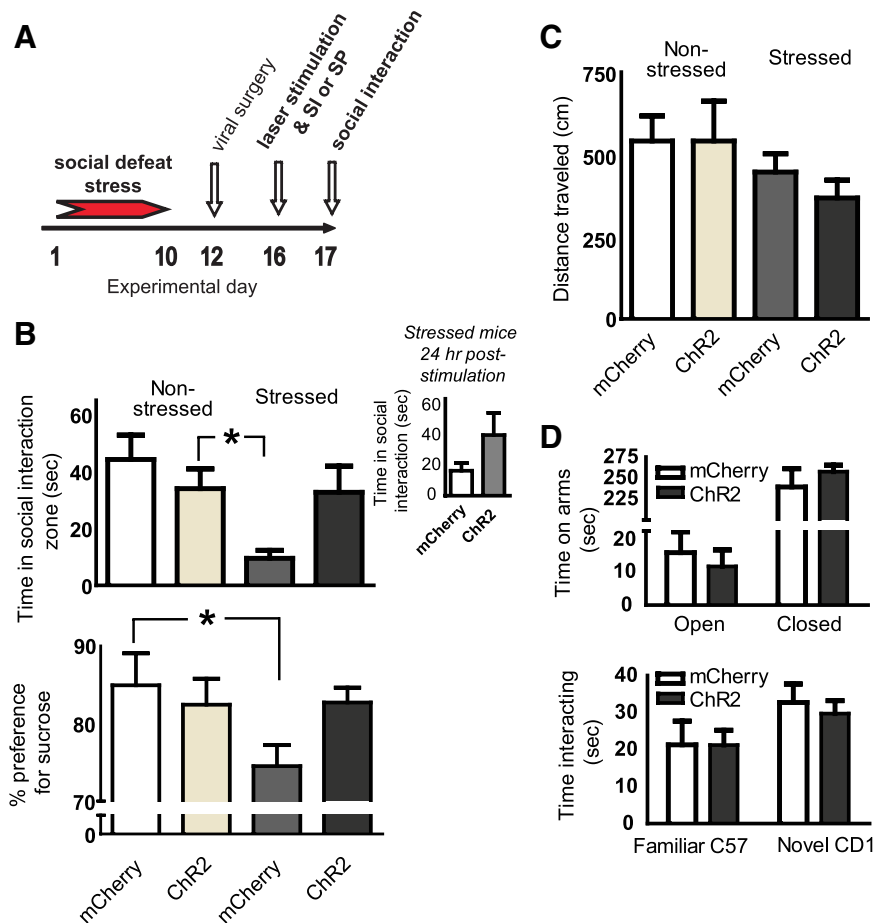 A
viral surgery
laser stimulation
& SI or SP
social interaction
social defeat
stress
1
10
12
16
17
Experimental day
B
Non-
stressed
Stressed
*
Time in social interaction
zone (sec)
60
40
20
0
Stressed mice
24 hr post-
stimulation
Time in social
interaction (sec)
60
40
20
0
mCherry
ChR2
*
% preference
for sucrose
90
80
70
0
mCherry
ChR2
mCherry
ChR2
C
Non-
stressed
Stressed
Distance traveled (cm)
750
500
250
0
mCherry
ChR2
mCherry
ChR2
D
mCherry
ChR2
Time on arms
(sec)
275
250
225
20
10
0
Open
Closed
mCherry
ChR2
Time interacting
(sec)
40
30
20
10
0
Familiar C57
Novel CD1